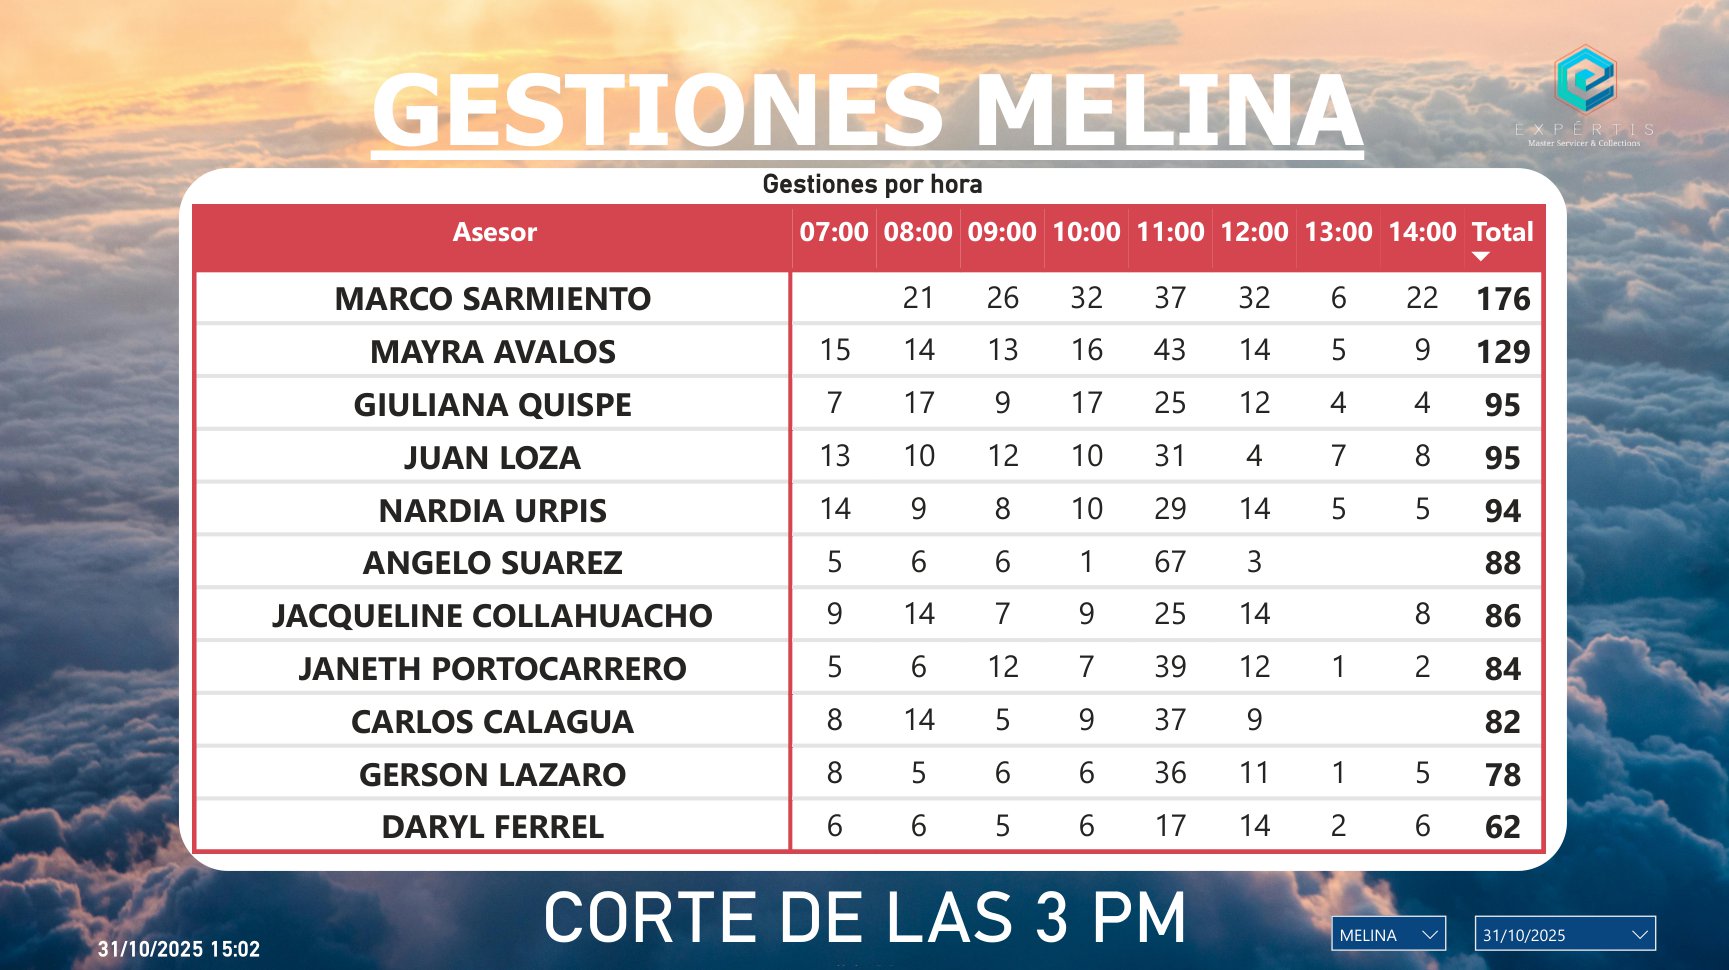 GESTIONES MELINA
EXPÉRTIS
Master Servicer & Collections
Gestiones por hora
Asesor 07:00 08:00 09:00 10:00 11:00 12:00 13:00 14:00 Total
MARCO SARMIENTO 21 26 32 37 32 6 22 176
MAYRA AVALOS 15 14 13 16 43 14 5 9 129
GIULIANA QUISPE 7 17 9 17 25 12 4 4 95
JUAN LOZA 13 10 12 10 31 4 7 8 95
NARDIA URPIS 14 9 8 10 29 14 5 5 94
ANGELO SUAREZ 5 6 6 1 67 3 88
JACQUELINE COLLAHUACHO 9 14 7 9 25 14 8 86
JANETH PORTOCARRERO 5 6 12 7 39 12 1 2 84
CARLOS CALAGUA 8 14 5 9 37 9 82
GERSON LAZARO 8 5 6 6 36 11 1 5 78
DARYL FERREL 6 6 5 6 17 14 2 6 62
CORTE DE LAS 3 PM
31/10/2025 15:02
MELINA
31/10/2025